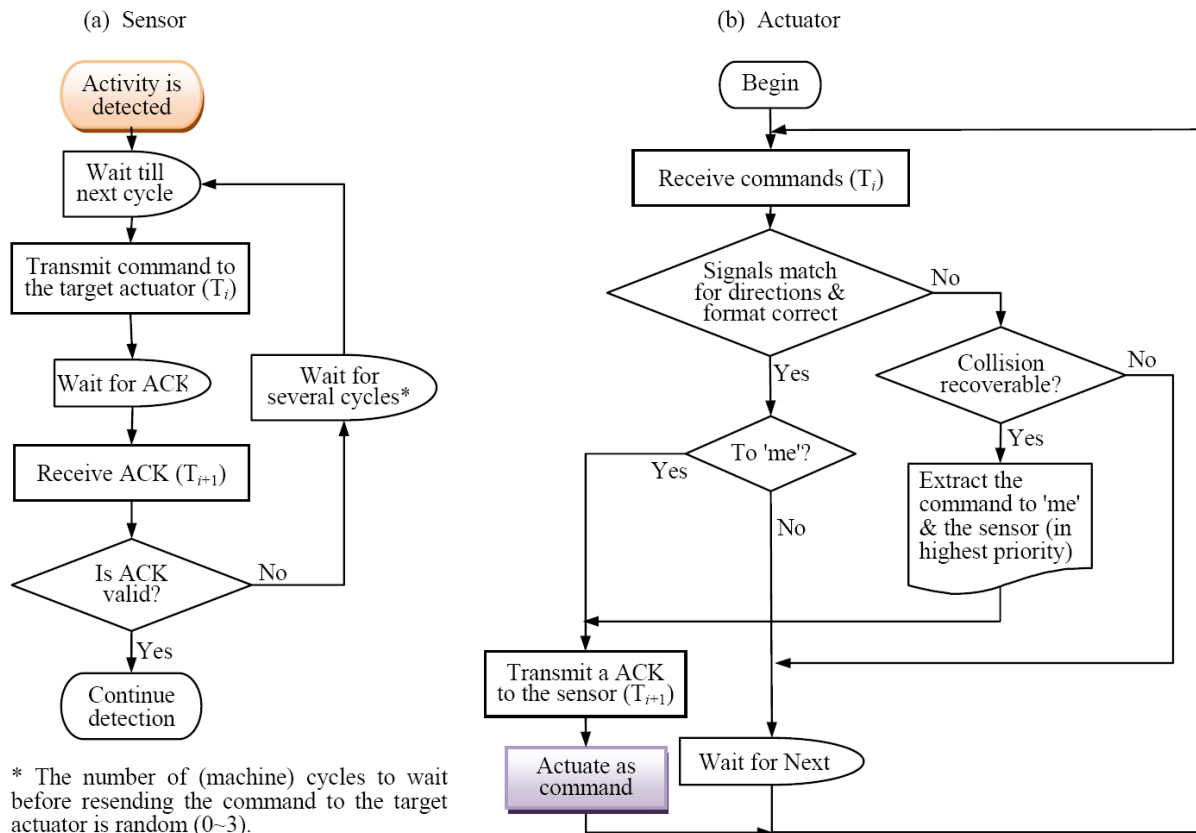 (a) Sensor
Activity is
detected
Wait till
next cycle
Transmit command to
the target actuator (Tᵢ)
Wait for ACK
Wait for
several cycles*
Receive ACK (Tᵢ₊₁)
Is ACK
valid?
No
Yes
Continue
detection
* The number of (machine) cycles to wait
before resending the command to the target
actuator is random (0~3).
(b) Actuator
Begin
Receive commands (Tᵢ)
Signals match
for directions &
format correct
No
Yes
Collision
recoverable?
No
Yes
To 'me'?
Yes
No
Extract the
command to 'me'
& the sensor (in
highest priority)
Transmit a ACK
to the sensor (Tᵢ₊₁)
Actuate as
command
Wait for Next